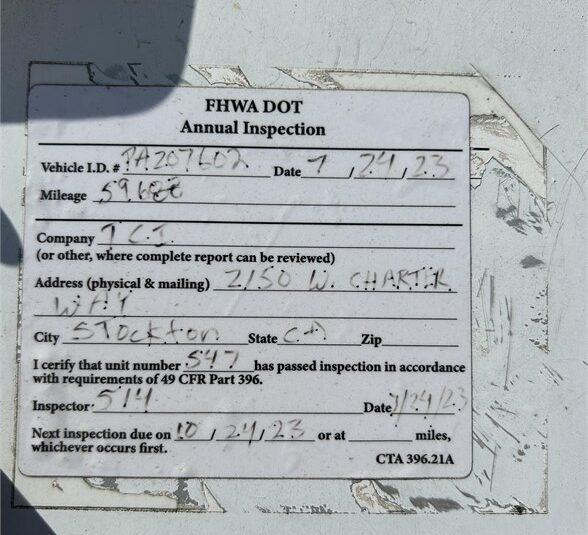 FHWA DOT
Annual Inspection
Vehicle I.D. # PA207602 Date 7, 24, 23
Mileage
Company T.C.I.
(or other, where complete report can be reviewed)
Address (physical & mailing) 2150 W. CHARTER
WAY
City STockton State CA Zip
I certify that unit number 547 has passed inspection in accordance
with requirements of 49 CFR Part 396.
Inspector 514 Date 7/24/23
Next inspection due on 10, 24, 23 or at miles,
whichever occurs first.
CTA 396.21A